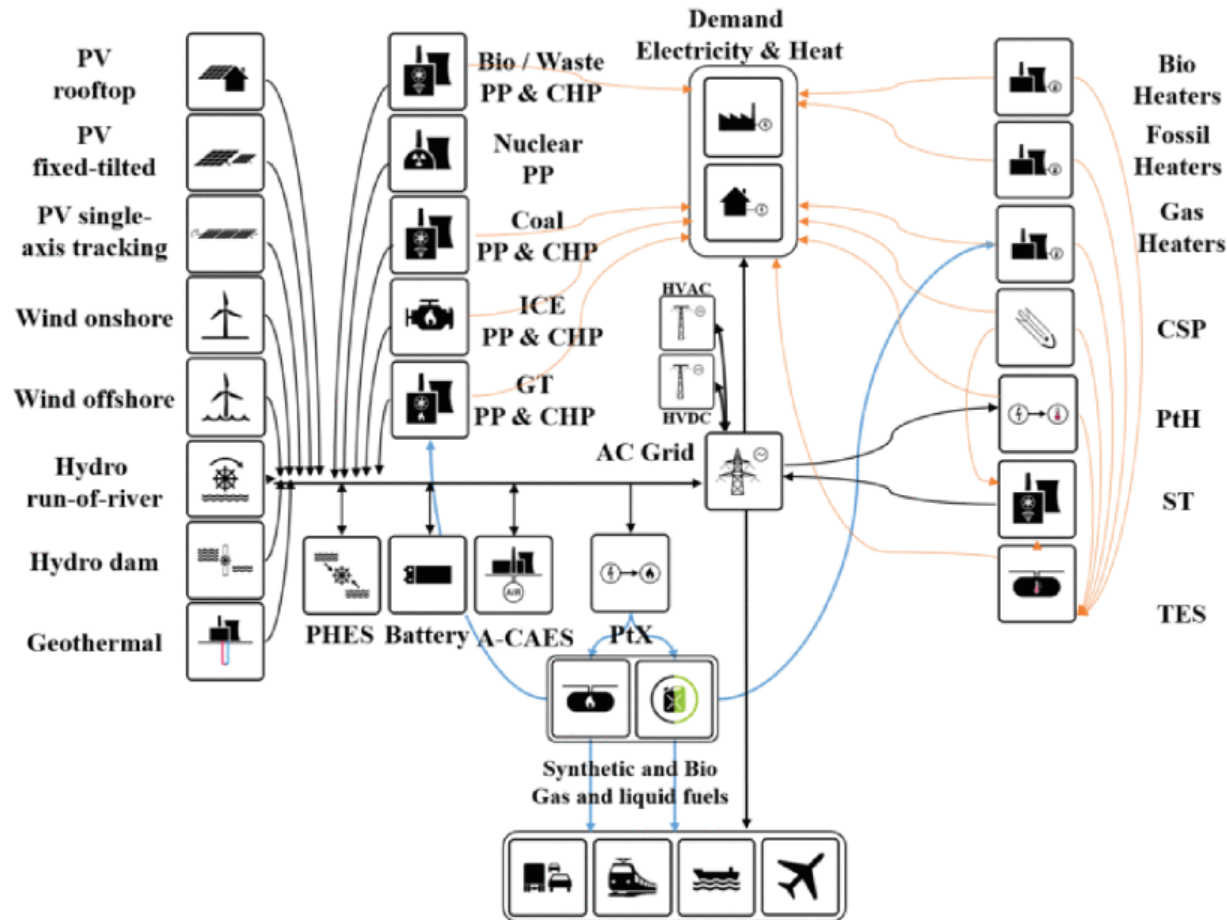 PV
rooftop
PV
fixed-tilted
PV single-
axis tracking
Wind onshore
Wind offshore
Hydro
run-of-river
Hydro dam
Geothermal
Bio / Waste
PP & CHP
Nuclear
PP
Coal
PP & CHP
ICE
PP & CHP
GT
PP & CHP
Demand
Electricity & Heat
HVAC
HVDC
AC Grid
Bio
Heaters
Fossil
Heaters
Gas
Heaters
CSP
PtH
ST
TES
AIR
PHES
Battery
A-CAES
PtX
Synthetic and Bio
Gas and liquid fuels